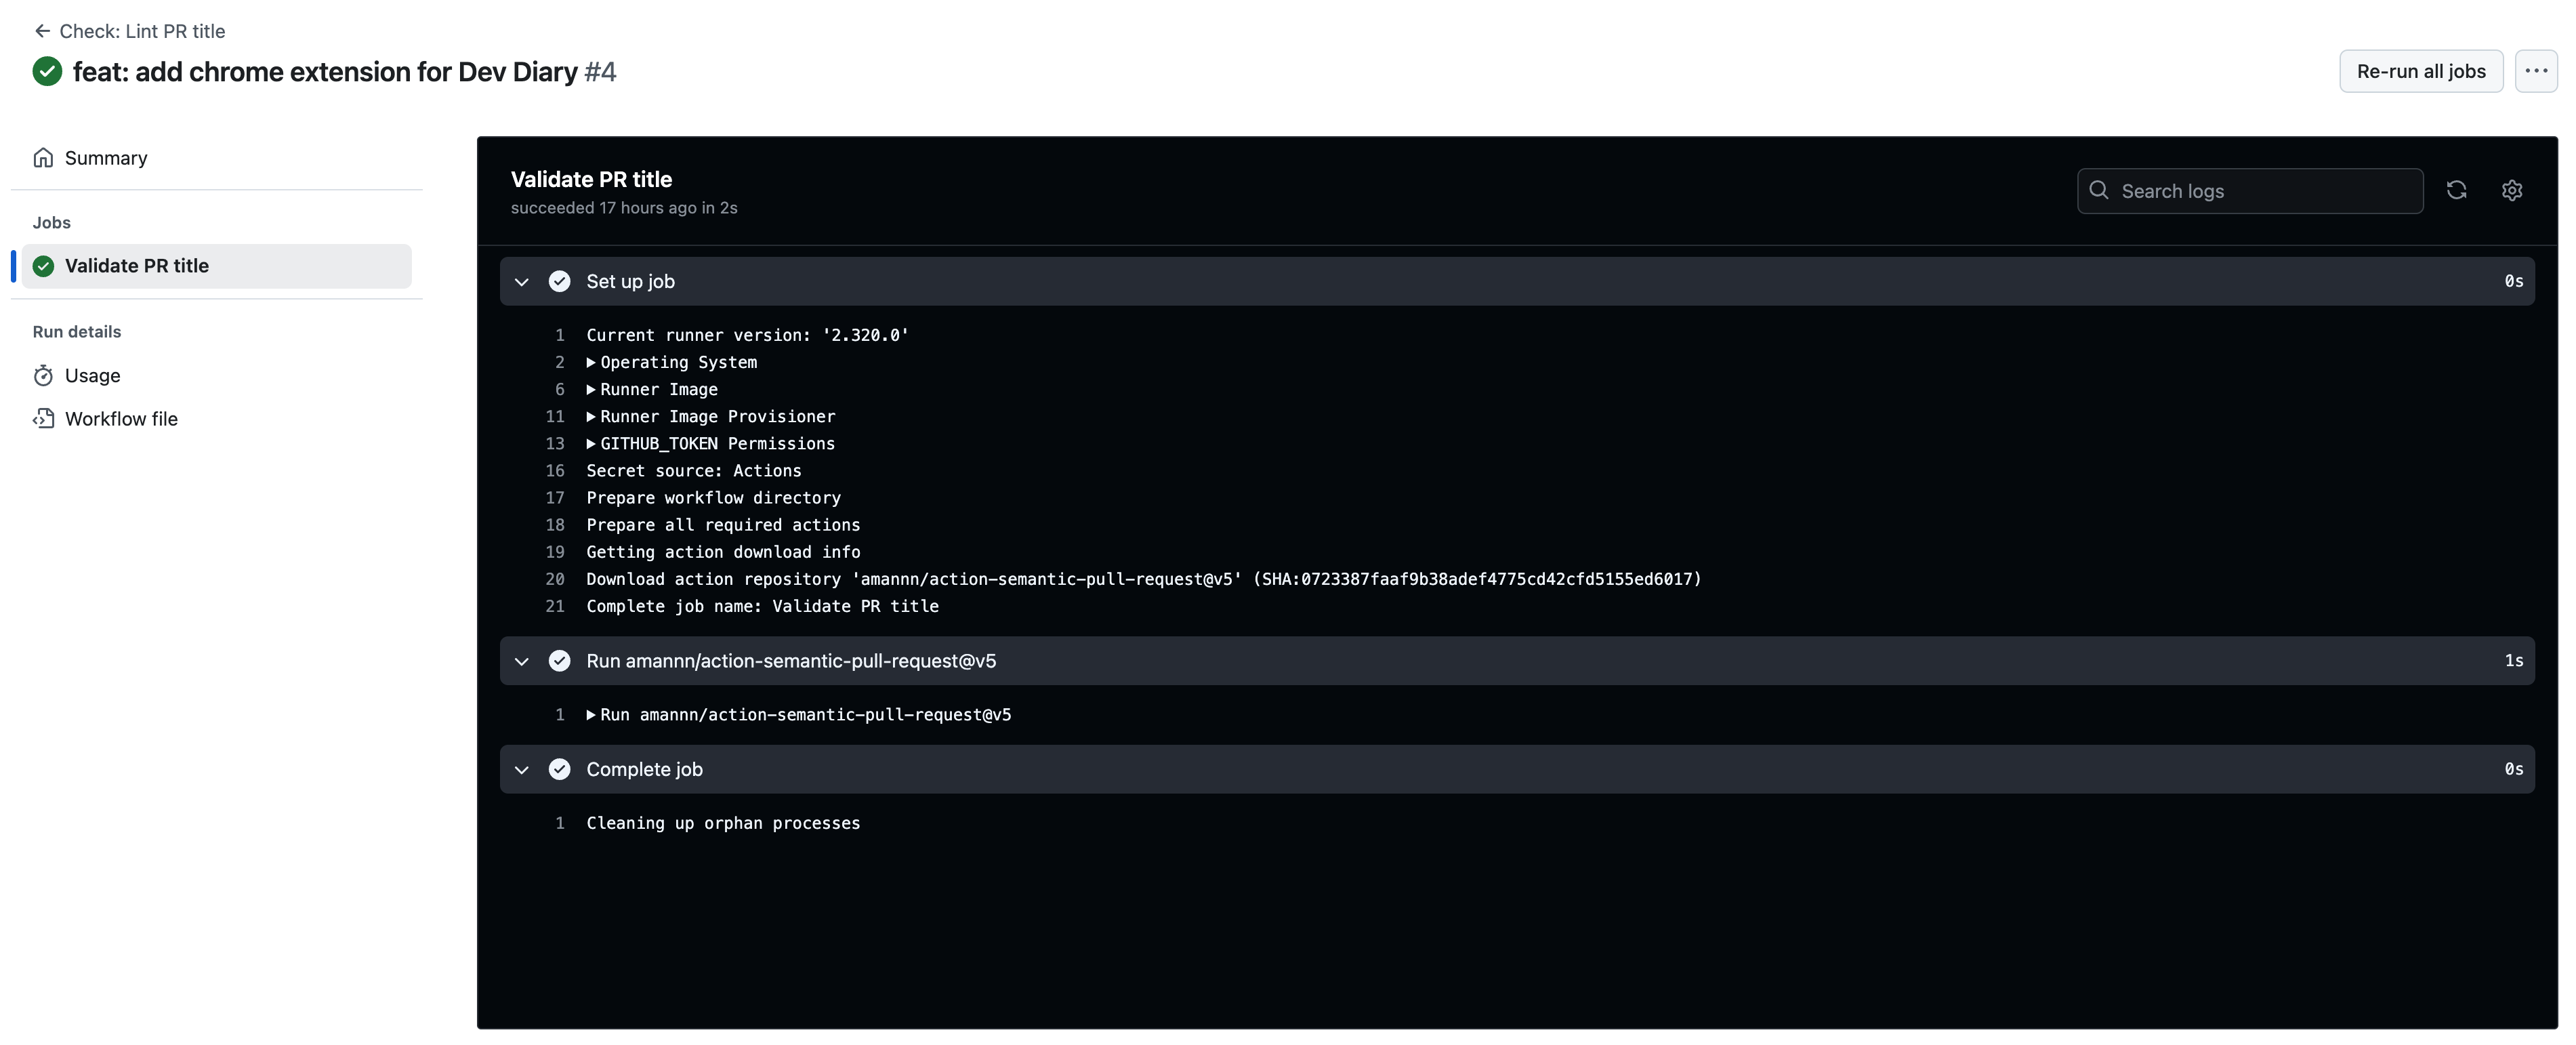 Check: Lint PR title
feat: add chrome extension for Dev Diary #4
Re-run all jobs
Summary
Jobs
Validate PR title
Run details
Usage
Workflow file
Validate PR title
succeeded 17 hours ago in 2s
Search logs
Set up job 0s
1 Current runner version: '2.320.0'
2 Operating System
6 Runner Image
11 Runner Image Provisioner
13 GITHUB_TOKEN Permissions
16 Secret source: Actions
17 Prepare workflow directory
18 Prepare all required actions
19 Getting action download info
20 Download action repository 'amannn/action-semantic-pull-request@v5' (SHA:0723387faaf9b38adef4775cd42cfd5155ed6017)
21 Complete job name: Validate PR title
Run amannn/action-semantic-pull-request@v5 1s
1 Run amannn/action-semantic-pull-request@v5
Complete job 0s
1 Cleaning up orphan processes